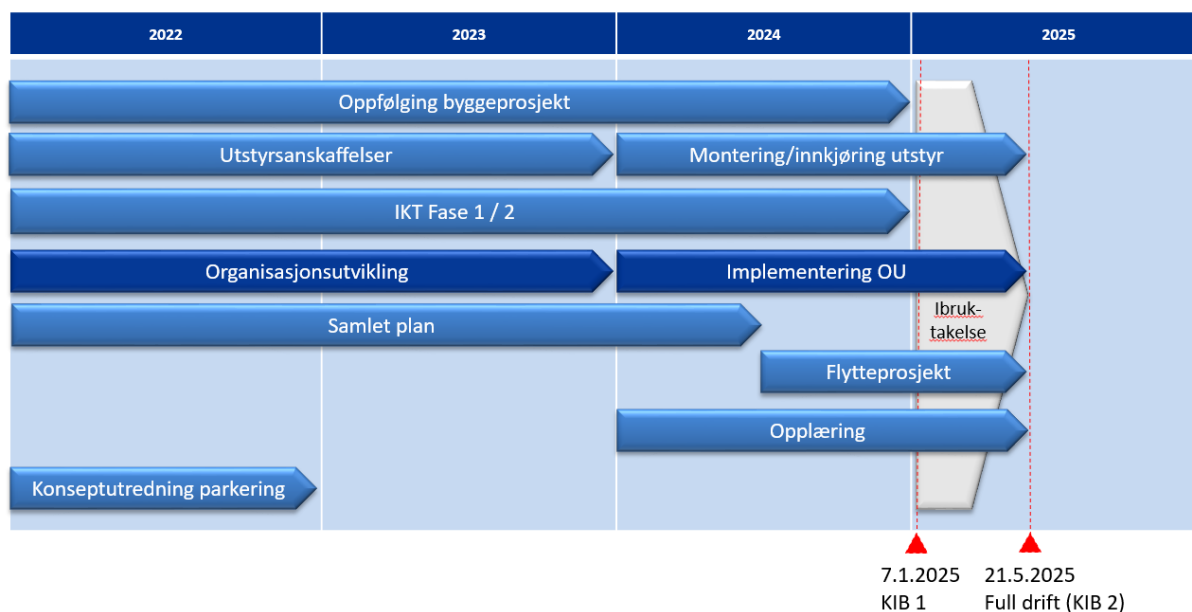 2022
2023
2024
2025
Oppfølging byggeprosjekt
Utstyrsanskaffelser
Montering/innkjøring utstyr
IKT Fase 1 / 2
Organisasjonsutvikling
Implementering OU
Ibruk-
takelse
Samlet plan
Flytteprosjekt
Opplæring
Konseptutredning parkering
7.1.2025
KIB 1
21.5.2025
Full drift (KIB 2)